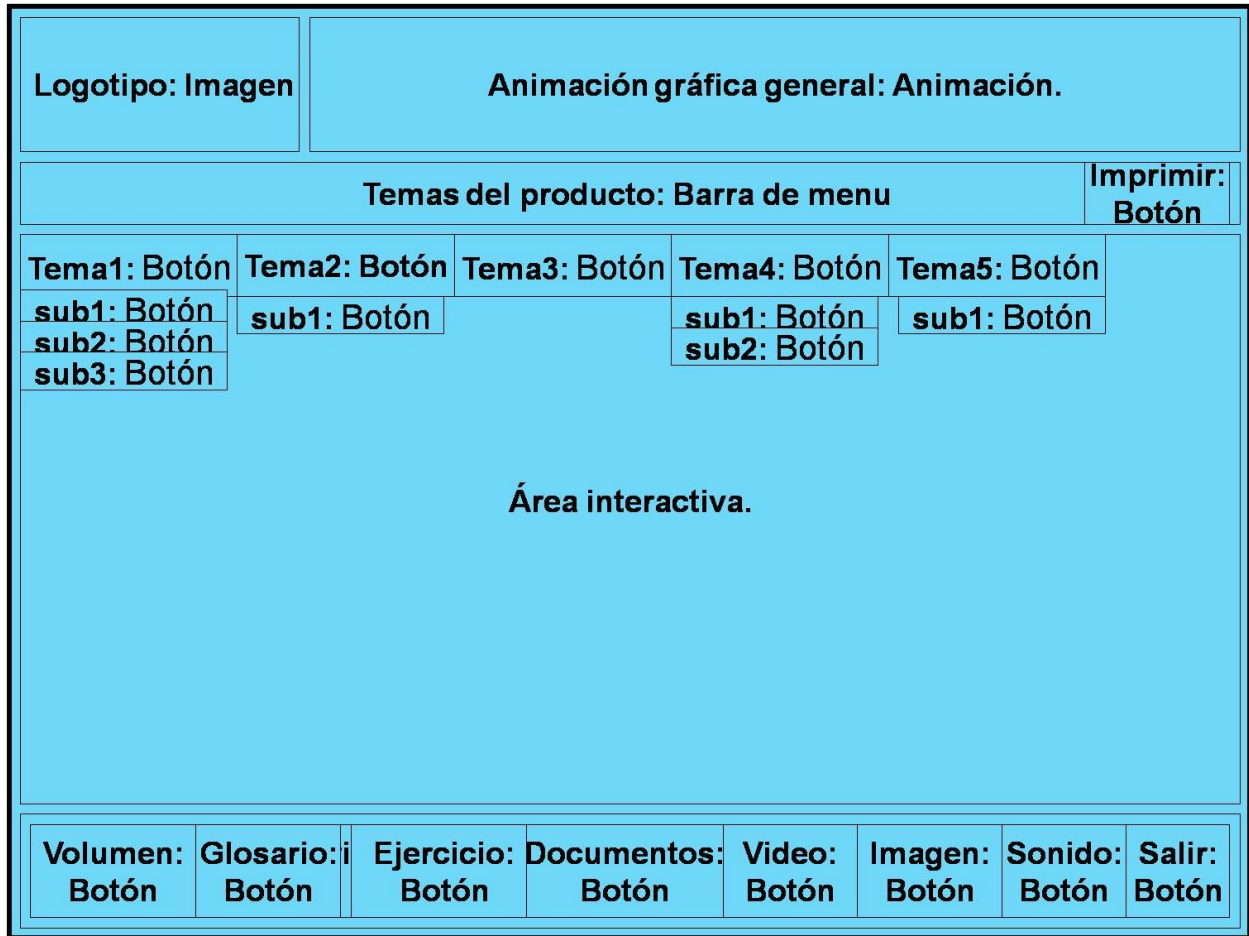 Logotipo: Imagen
Animación gráfica general: Animación.
Temas del producto: Barra de menu
Imprimir:
Botón
Tema1: Botón
Tema2: Botón
Tema3: Botón
Tema4: Botón
Tema5: Botón
sub1: Botón
sub2: Botón
sub3: Botón
sub1: Botón
sub1: Botón
sub2: Botón
sub1: Botón
Área interactiva.
Volumen:
Botón
Glosario:
Botón
Ejercicio:
Botón
Documentos:
Botón
Video:
Botón
Imagen:
Botón
Sonido:
Botón
Salir:
Botón